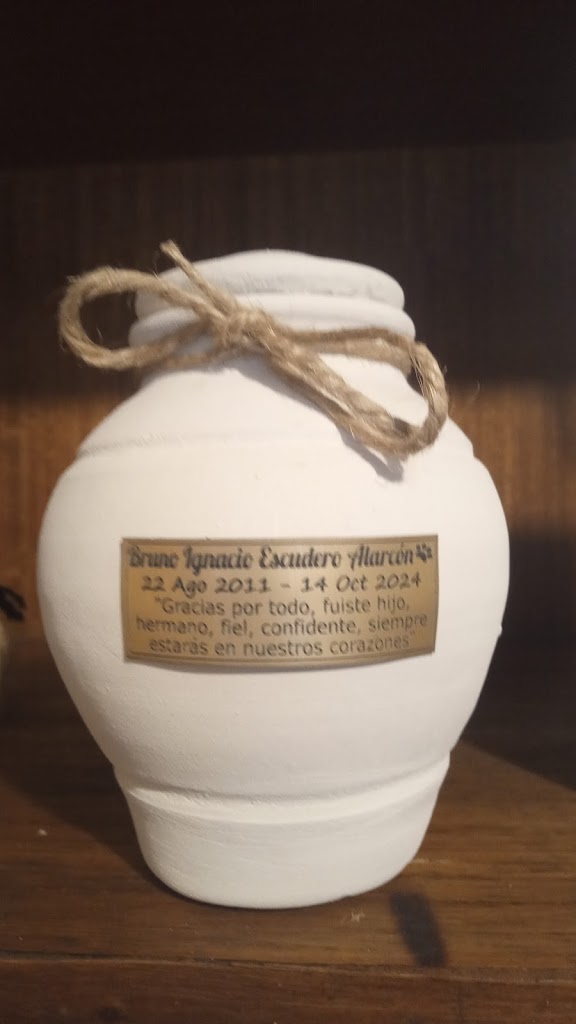 Bruno Ignacio Escudero Alarcón
22 Ago 2011 - 14 Oct 2024
"Gracias por todo, fuiste hijo,
hermano, fiel, confidente, siempre
estarás en nuestros corazones"